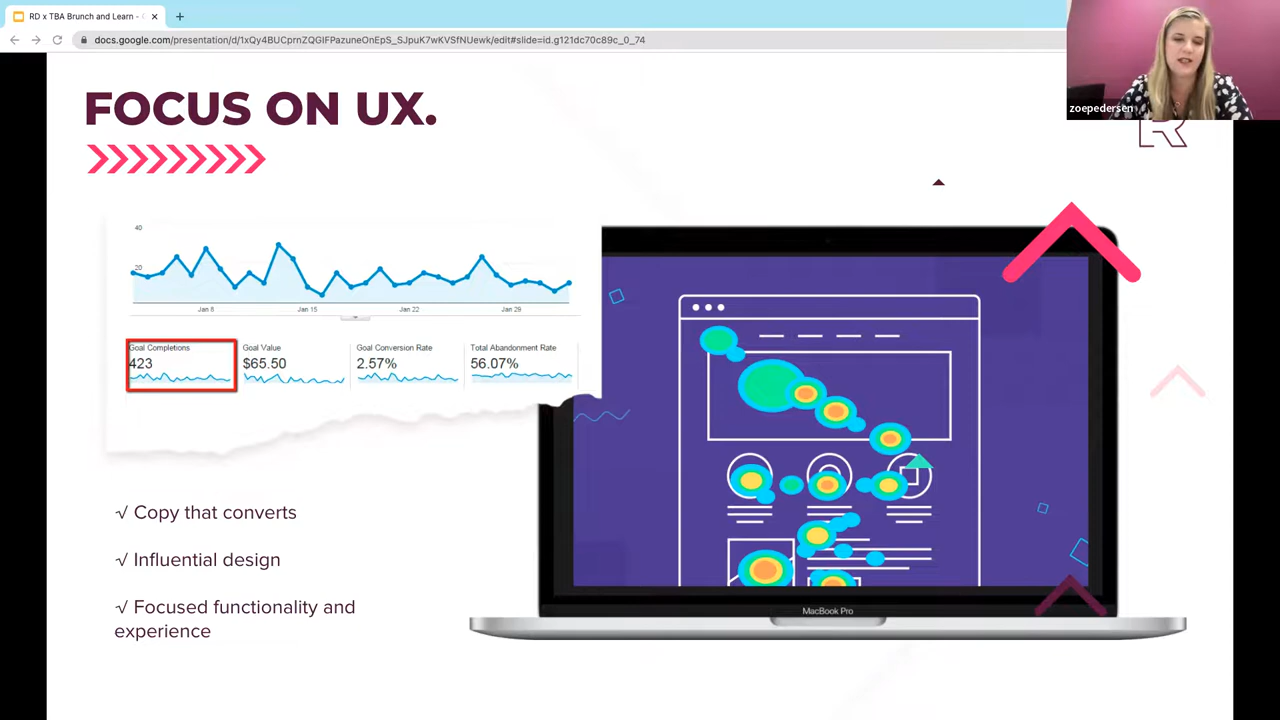 RD x TBA Brunch and Learn -
docs.google.com/presentation/d/1xQy4BUCprnZQGIFPazuneOnEpS_SJpuK7wKVSfNUewk/edit#slide=id.g121dc70c89c_0_74
zoepedersen
FOCUS ON UX.
40
20
Jan 8 Jan 15 Jan 22 Jan 29
Goal Completions Goal Value Goal Conversion Rate Total Abandonment Rate
423 $65.50 2.57% 56.07%
√ Copy that converts
√ Influential design
√ Focused functionality and
experience
MacBook Pro